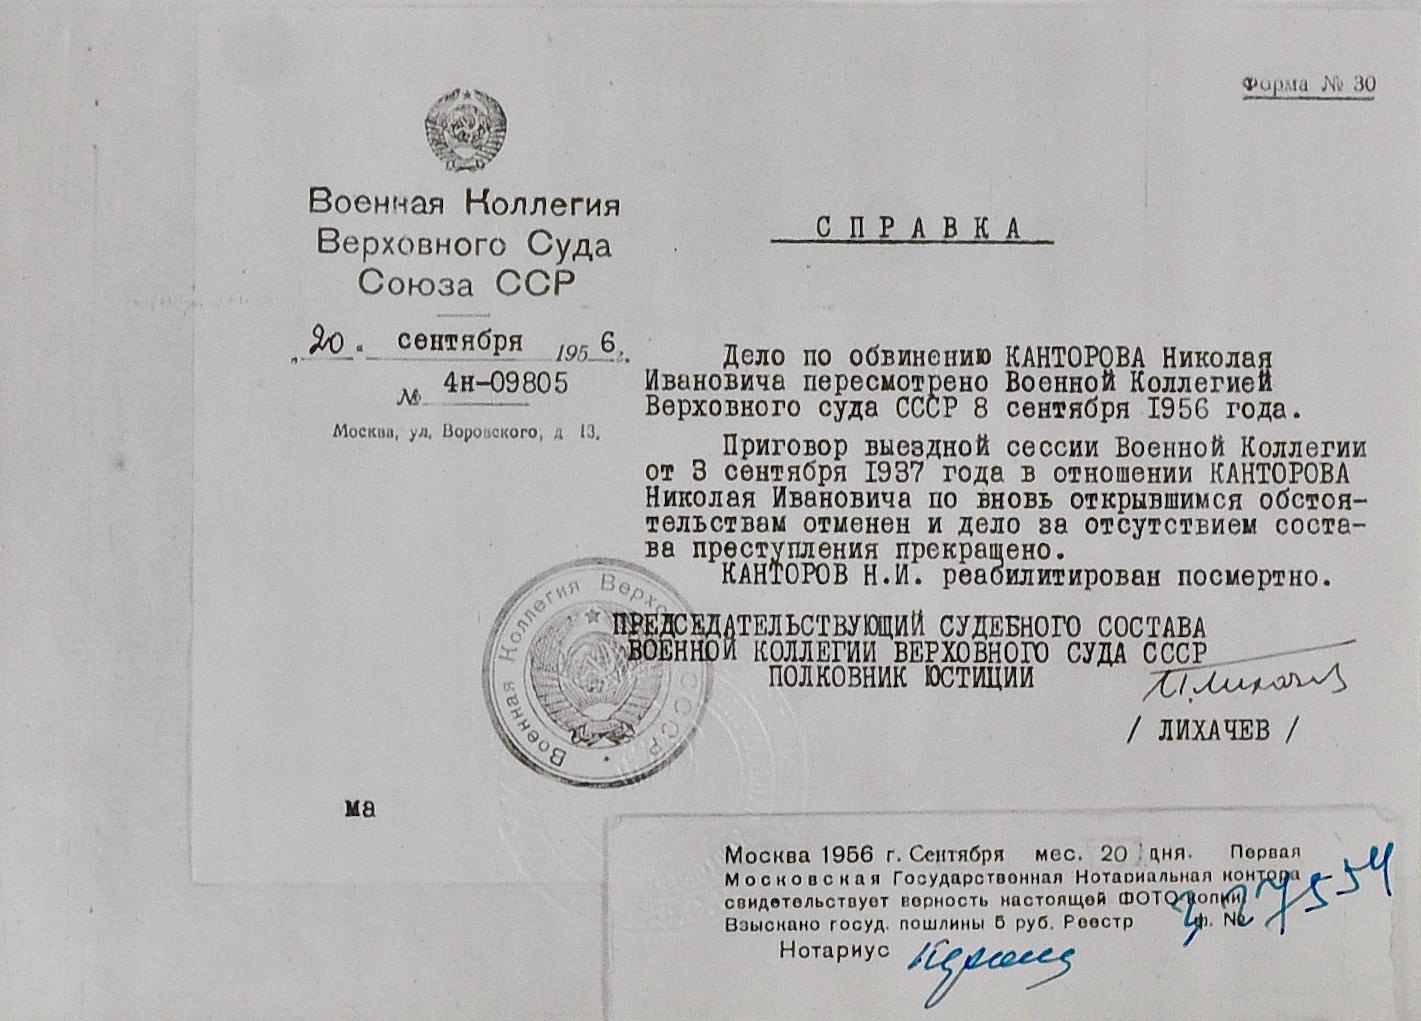 Форма № 30
Военная Коллегия
Верховного Суда
Союза ССР
„20“ сентября 1956 г.
№ 4н-09805
Москва, ул. Воровского, д 13.
СПРАВКА
Дело по обвинению КАНТОРОВА Николая
Ивановича пересмотрено Военной Коллегией
Верховного суда СССР 8 сентября 1956 года.
Приговор выездной сессии Военной Коллегии
от 3 сентября 1937 года в отношении КАНТОРОВА
Николая Ивановича по вновь открывшимся обстоя-
тельствам отменен и дело за отсутствием соста-
ва преступления прекращено.
КАНТОРОВ Н.И. реабилитирован посмертно.
ПРЕДСЕДАТЕЛЬСТВУЮЩИЙ СУДЕБНОГО СОСТАВА
ВОЕННОЙ КОЛЛЕГИИ ВЕРХОВНОГО СУДА СССР
ПОЛКОВНИК ЮСТИЦИИ
/ ЛИХАЧЕВ /
Военная Коллегия Верхо СССР
ма
Москва 1956 г. Сентября мес. 20 дня. Первая
Московская Государственная Нотариальная контора
свидетельствует верность настоящей ФОТОкопии
Взыскано госуд. пошлины 5 руб. Реестр ф. №
Нотариус